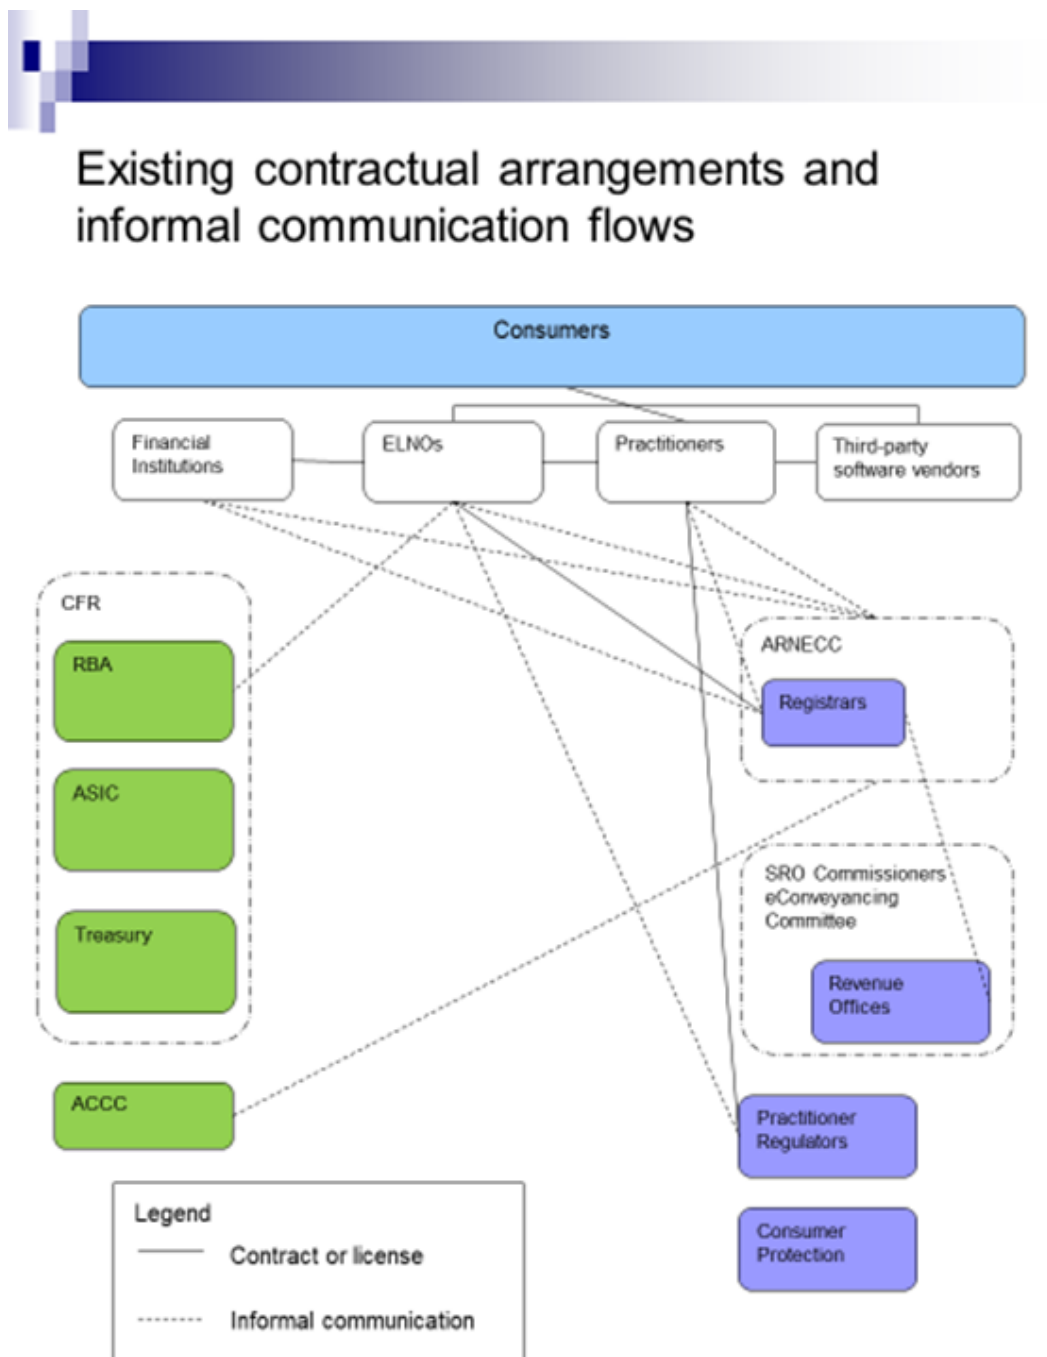 Existing contractual arrangements and
informal communication flows
Consumers
Financial
Institutions
ELNOs
Practitioners
Third-party
software vendors
CFR
RBA
ASIC
Treasury
ACCC
ARNECC
Registrars
SRO Commissioners
eConveyancing
Committee
Revenue
Offices
Practitioner
Regulators
Consumer
Protection
Legend
Contract or license
Informal communication